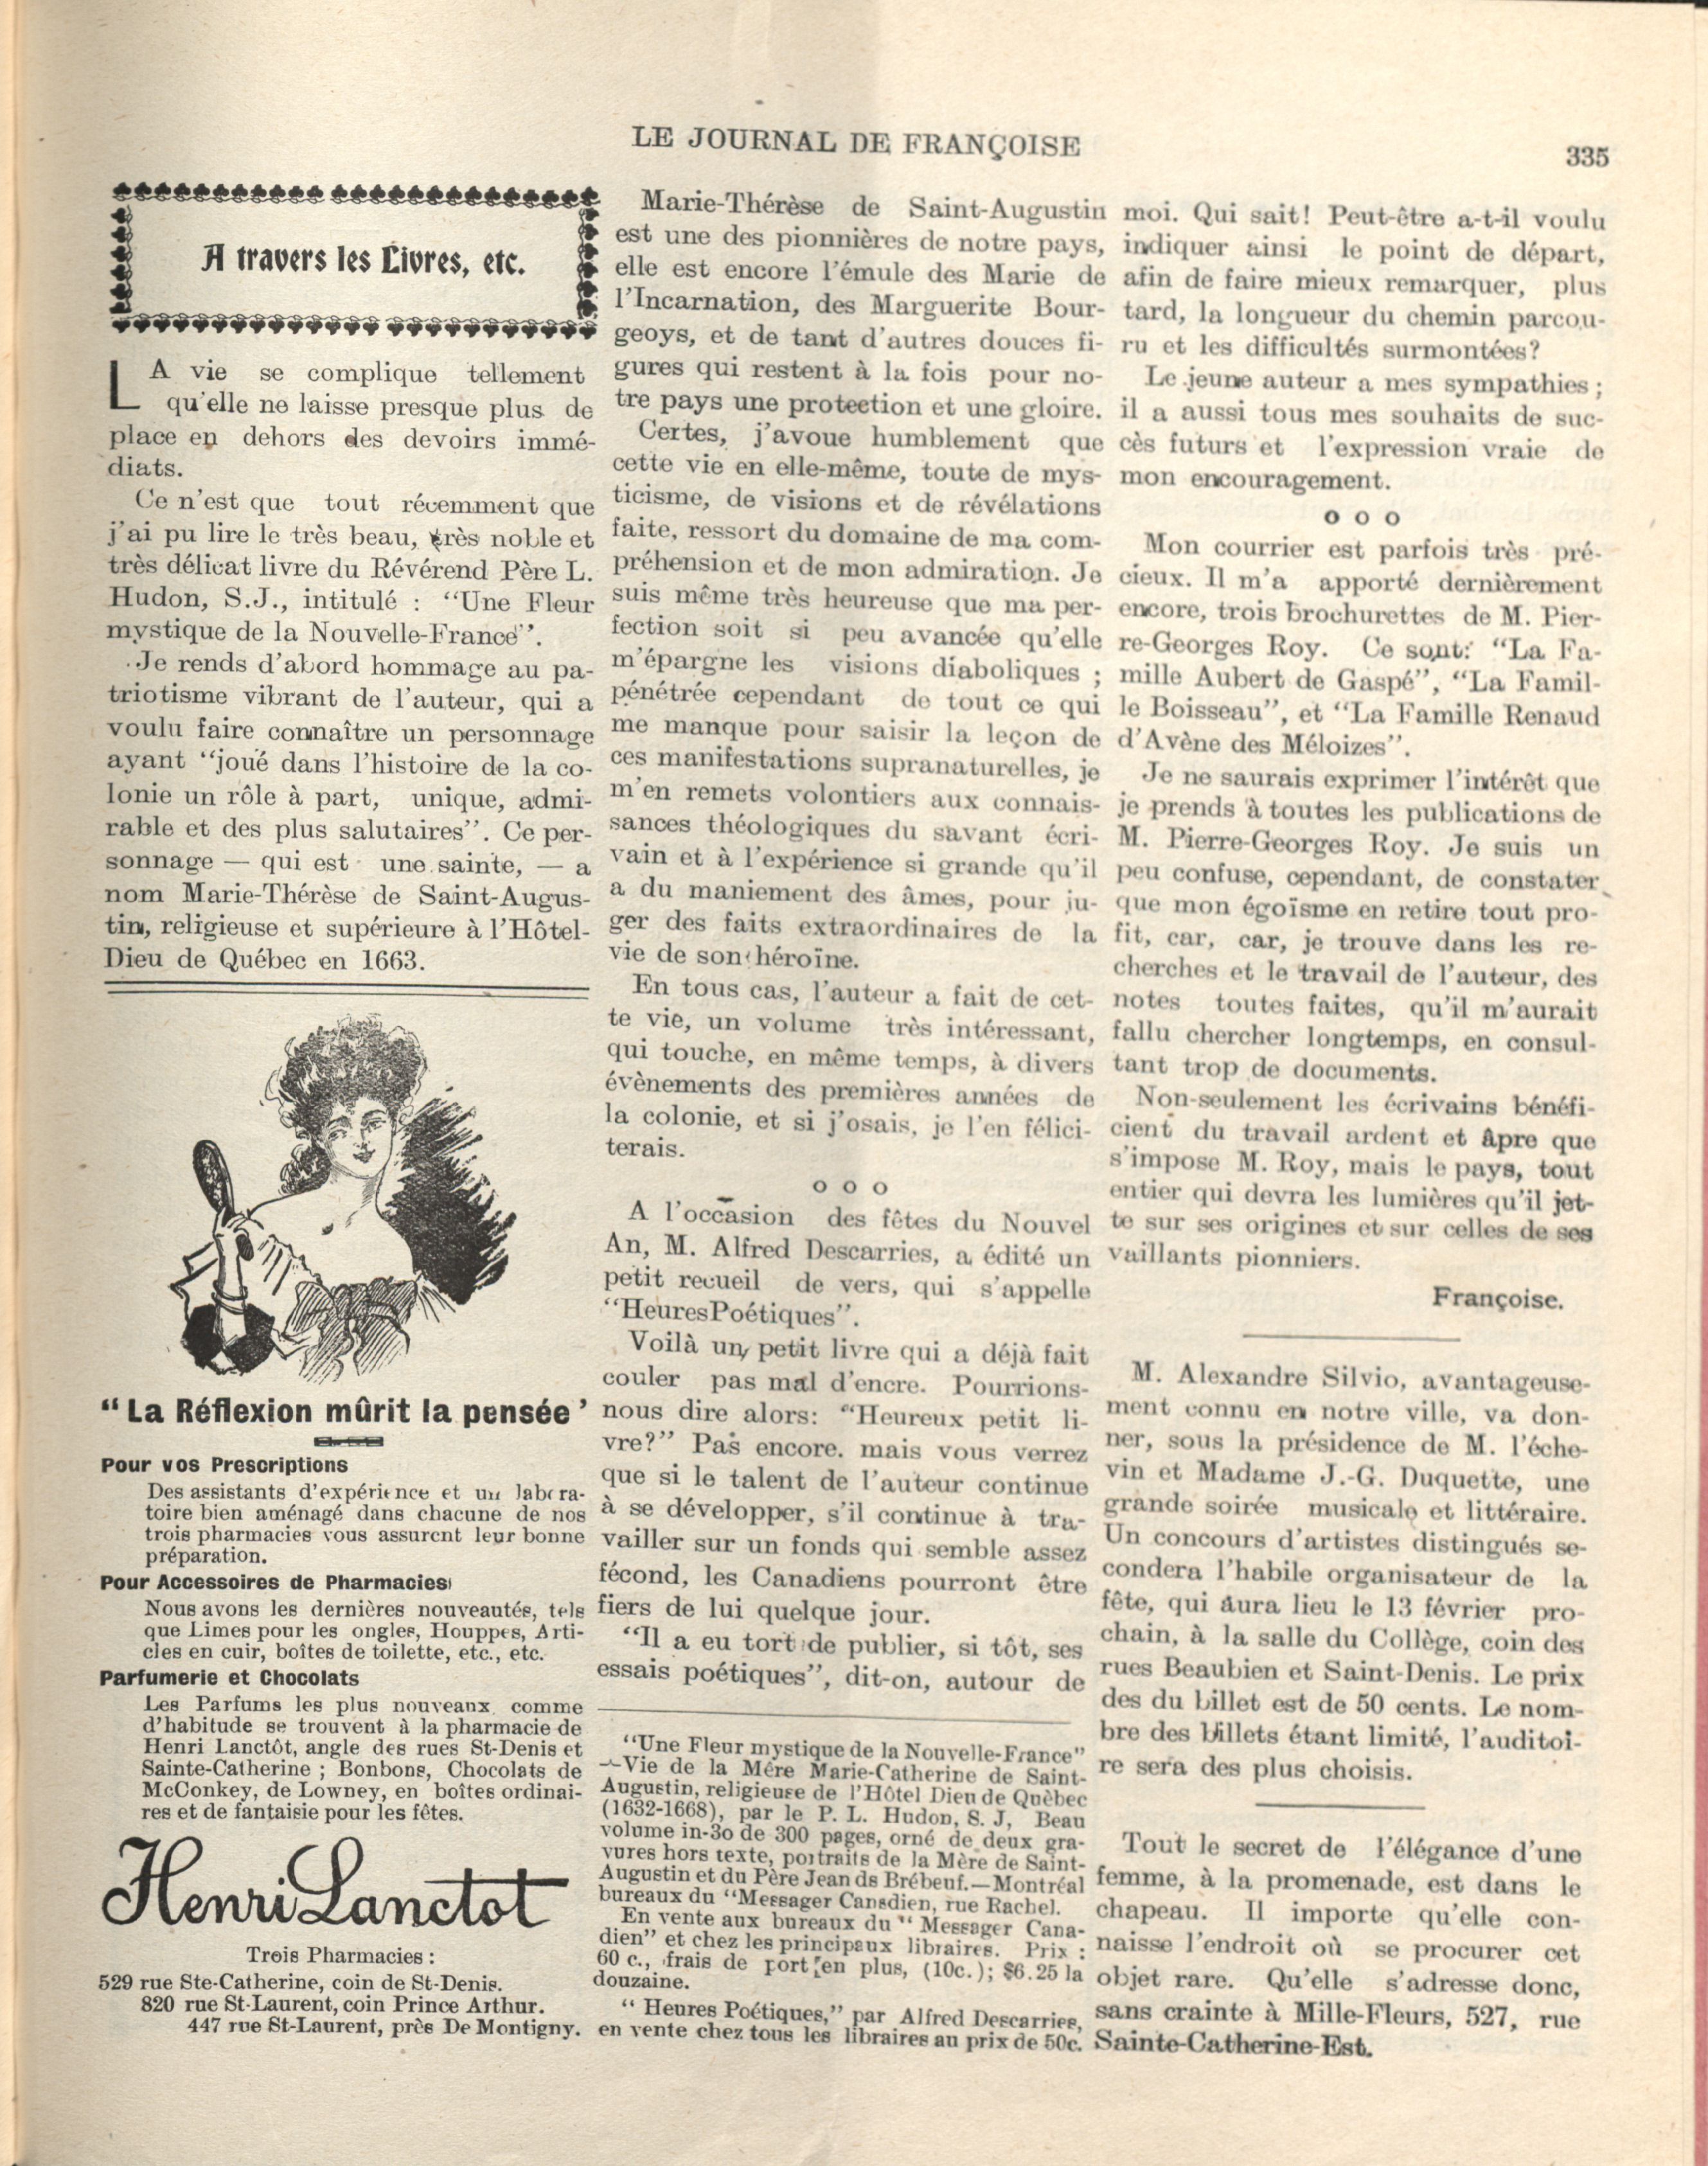 LE JOURNAL DE FRANÇOISE
335
A travers les Livres, etc.
LA vie se complique tellement
qu'elle ne laisse presque plus de
place en dehors des devoirs immé-
diats.
Ce n'est que tout récemment que
j'ai pu lire le très beau, très noble et
très délicat livre du Révérend Père L.
Hudon, S.J., intitulé : "Une Fleur
mystique de la Nouvelle-France".
Je rends d'abord hommage au pa-
triotisme vibrant de l'auteur, qui a
voulu faire connaître un personnage
ayant "joué dans l'histoire de la co-
lonie un rôle à part, unique, admi-
rable et des plus salutaires". Ce per-
sonnage — qui est une sainte, — a
nom Marie-Thérèse de Saint-Augus-
tin, religieuse et supérieure à l'Hôtel-
Dieu de Québec en 1663.
"La Réflexion mûrit la pensée'
Pour vos Prescriptions
Des assistants d'expérience et un labora-
toire bien aménagé dans chacune de nos
trois pharmacies vous assurent leur bonne
préparation.
Pour Accessoires de Pharmacies
Nous avons les dernières nouveautés, tels
que Limes pour les ongles, Houppes, Arti-
cles en cuir, boîtes de toilette, etc., etc.
Parfumerie et Chocolats
Les Parfums les plus nouveaux comme
d'habitude se trouvent à la pharmacie de
Henri Lanctôt, angle des rues St-Denis et
Sainte-Catherine ; Bonbons, Chocolats de
McConkey, de Lowney, en boîtes ordinai-
res et de fantaisie pour les fêtes.
Henri Lanctot
Trois Pharmacies :
529 rue Ste-Catherine, coin de St-Denis.
820 rue St-Laurent, coin Prince Arthur.
447 rue St-Laurent, près De Montigny.
Marie-Thérèse de Saint-Augustin
est une des pionnières de notre pays,
elle est encore l'émule des Marie de
l'Incarnation, des Marguerite Bour-
geoys, et de tant d'autres douces fi-
gures qui restent à la fois pour no-
tre pays une protection et une gloire.
Certes, j'avoue humblement que
cette vie en elle-même, toute de mys-
ticisme, de visions et de révélations
faite, ressort du domaine de ma com-
préhension et de mon admiration. Je
suis même très heureuse que ma per-
fection soit si peu avancée qu'elle
m'épargne les visions diaboliques ;
pénétrée cependant de tout ce qui
me manque pour saisir la leçon de
ces manifestations supranaturelles, je
m'en remets volontiers aux connais-
sances théologiques du savant écri-
vain et à l'expérience si grande qu'il
a du maniement des âmes, pour ju-
ger des faits extraordinaires de la
vie de son héroïne.
En tous cas, l'auteur a fait de cet-
te vie, un volume très intéressant,
qui touche, en même temps, à divers
évènements des premières années de
la colonie, et si j'osais, je l'en félici-
terais.
o o o
A l'occasion des fêtes du Nouvel
An, M. Alfred Descarries, a édité un
petit recueil de vers, qui s'appelle
"Heures Poétiques".
Voilà un petit livre qui a déjà fait
couler pas mal d'encre. Pourrions-
nous dire alors: "Heureux petit li-
vre?" Pas encore. mais vous verrez
que si le talent de l'auteur continue
à se développer, s'il continue à tra-
vailler sur un fonds qui semble assez
fécond, les Canadiens pourront être
fiers de lui quelque jour.
"Il a eu tort de publier, si tôt, ses
essais poétiques", dit-on, autour de
"Une Fleur mystique de la Nouvelle-France"
—Vie de la Mère Marie-Catherine de Saint-
Augustin, religieuse de l'Hôtel Dieu de Quèbec
(1632-1668), par le P. L. Hudon, S. J, Beau
volume in-3o de 300 pages, orné de deux gra-
vures hors texte, portraits de la Mère de Saint-
Augustin et du Père Jean ds Brébeuf.—Montréal
bureaux du "Messager Canadien, rue Rachel.
En vente aux bureaux du "Messager Cana-
dien" et chez les principaux libraires. Prix :
60 c., frais de port en plus, (10c.); $6.25 la
douzaine.
"Heures Poétiques," par Alfred Descarries,
en vente chez tous les libraires au prix de 50c.
moi. Qui sait! Peut-être a-t-il voulu
indiquer ainsi le point de départ,
afin de faire mieux remarquer, plus
tard, la longueur du chemin parcou-
ru et les difficultés surmontées?
Le jeune auteur a mes sympathies ;
il a aussi tous mes souhaits de suc-
cès futurs et l'expression vraie de
mon encouragement.
o o o
Mon courrier est parfois très pré-
cieux. Il m'a apporté dernièrement
encore, trois brochurettes de M. Pier-
re-Georges Roy. Ce sont: "La Fa-
mille Aubert de Gaspé", "La Famil-
le Boisseau", et "La Famille Renaud
d'Avène des Méloizes".
Je ne saurais exprimer l'intérêt que
je prends à toutes les publications de
M. Pierre-Georges Roy. Je suis un
peu confuse, cependant, de constater
que mon égoïsme en retire tout pro-
fit, car, car, je trouve dans les re-
cherches et le travail de l'auteur, des
notes toutes faites, qu'il m'aurait
fallu chercher longtemps, en consul-
tant trop de documents.
Non-seulement les écrivains bénéfi-
cient du travail ardent et âpre que
s'impose M. Roy, mais le pays, tout
entier qui devra les lumières qu'il jet-
te sur ses origines et sur celles de ses
vaillants pionniers.
Françoise.
M. Alexandre Silvio, avantageuse-
ment connu en notre ville, va don-
ner, sous la présidence de M. l'éche-
vin et Madame J.-G. Duquette, une
grande soirée musicale et littéraire.
Un concours d'artistes distingués se-
condera l'habile organisateur de la
fête, qui aura lieu le 13 février pro-
chain, à la salle du Collège, coin des
rues Beaubien et Saint-Denis. Le prix
des du billet est de 50 cents. Le nom-
bre des billets étant limité, l'auditoi-
re sera des plus choisis.
Tout le secret de l'élégance d'une
femme, à la promenade, est dans le
chapeau. Il importe qu'elle con-
naisse l'endroit où se procurer cet
objet rare. Qu'elle s'adresse donc,
sans crainte à Mille-Fleurs, 527, rue
Sainte-Catherine-Est.